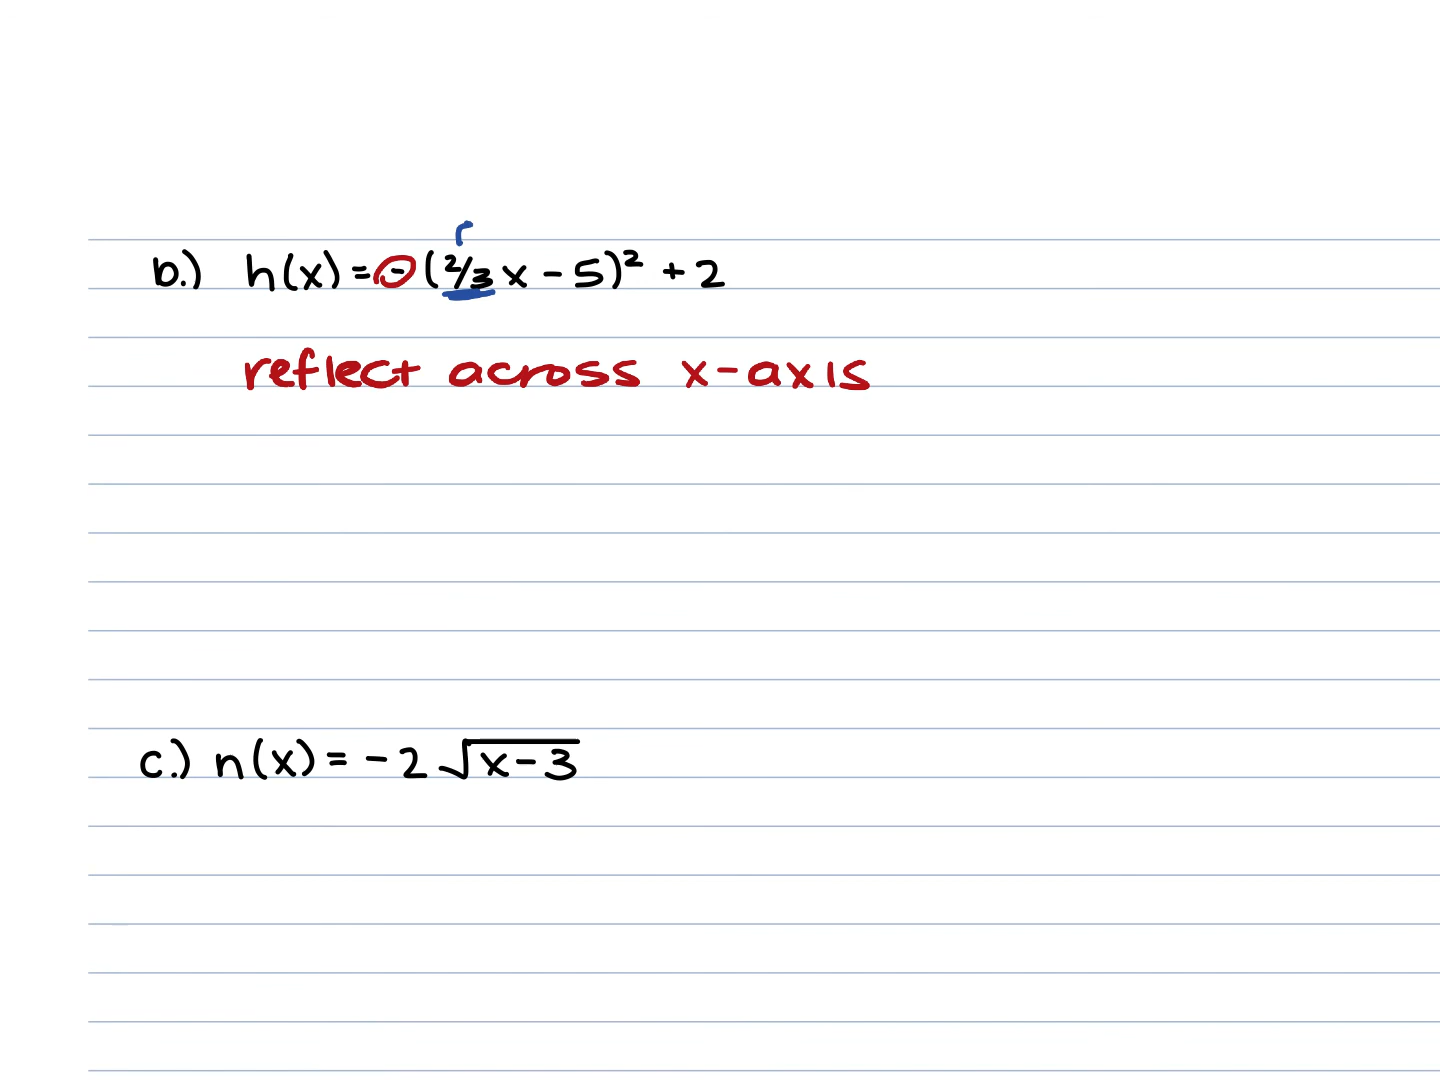 b.) h(x) = - (2/3 x - 5)² + 2
reflect across x-axis
c.) n(x) = -2 √(x-3)